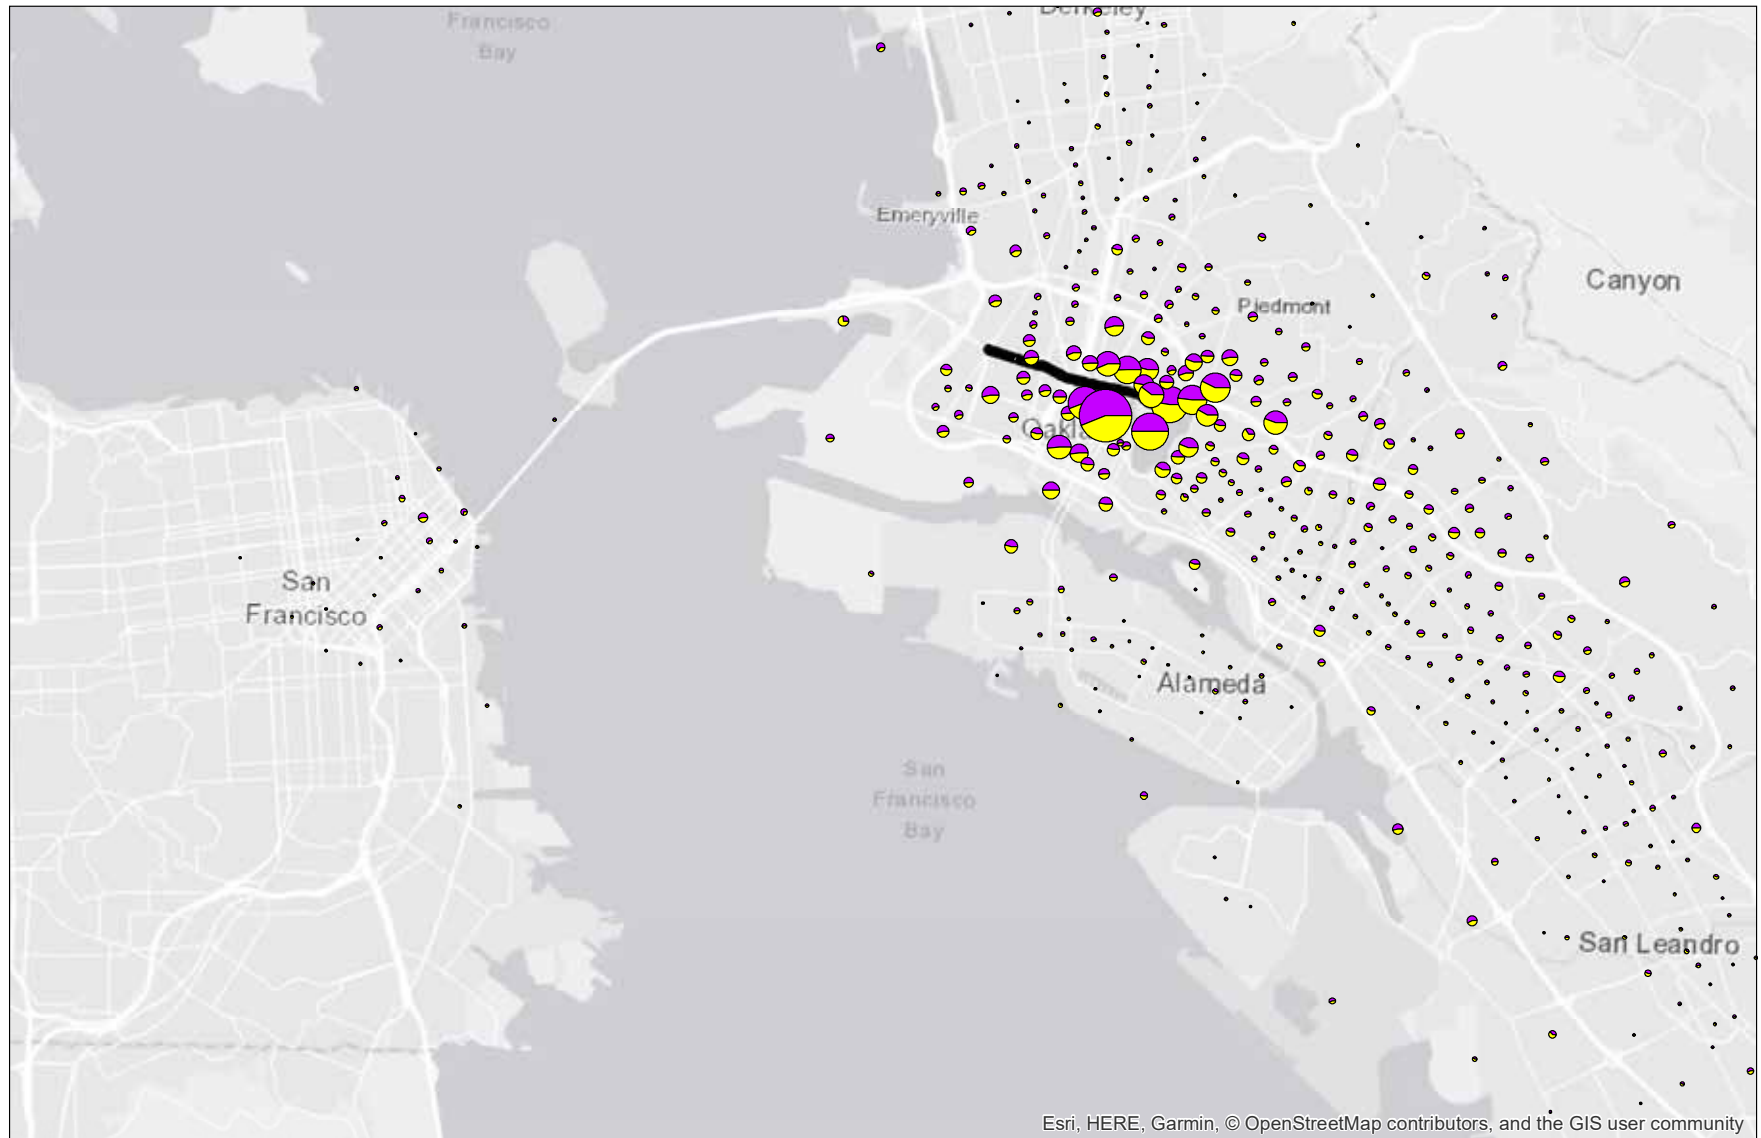 Francisco
Bay
Berkeley
Emeryville
Canyon
Piedmont
San
Francisco
Alameda
San
Francisco
Bay
San Leandro
Esri, HERE, Garmin, © OpenStreetMap contributors, and the GIS user community